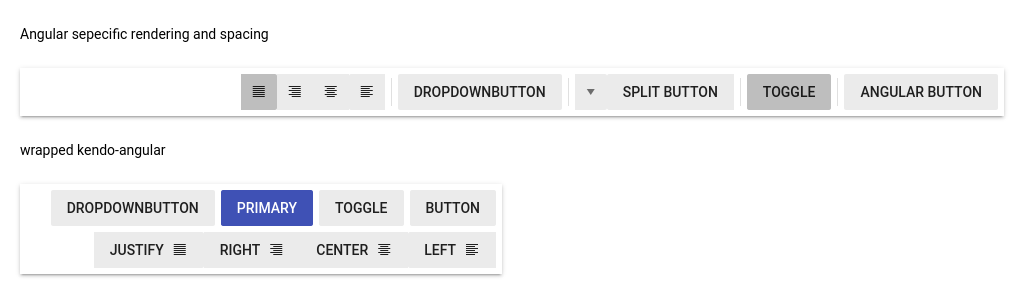 Angular sepecific rendering and spacing
DROPDOWNBUTTON SPLIT BUTTON TOGGLE ANGULAR BUTTON
wrapped kendo-angular
DROPDOWNBUTTON PRIMARY TOGGLE BUTTON
JUSTIFY RIGHT CENTER LEFT